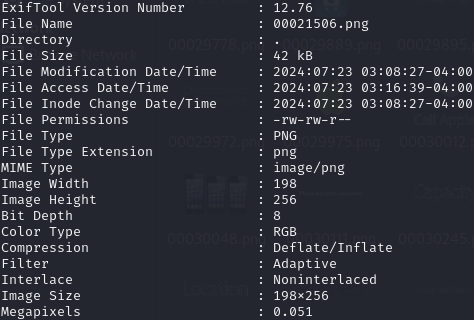 ExifTool Version Number : 12.76
File Name : 00021506.png
Directory : .
File Size : 42 kB
File Modification Date/Time : 2024:07:23 03:08:27-04:00
File Access Date/Time : 2024:07:23 03:16:39-04:00
File Inode Change Date/Time : 2024:07:23 03:08:27-04:00
File Permissions : -rw-rw-r--
File Type : PNG
File Type Extension : png
MIME Type : image/png
Image Width : 198
Image Height : 256
Bit Depth : 8
Color Type : RGB
Compression : Deflate/Inflate
Filter : Adaptive
Interlace : Noninterlaced
Image Size : 198×256
Megapixels : 0.051